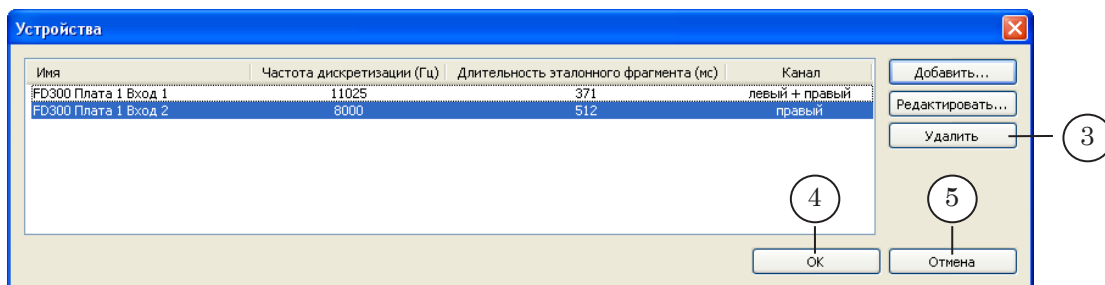 Устройства
Имя Частота дискретизации (Гц) Длительность эталонного фрагмента (мс) Канал
FD300 Плата 1 Вход 1 11025 371 левый + правый
FD300 Плата 1 Вход 2 8000 512 правый
Добавить...
Редактировать...
Удалить
3
4
5
OK
Отмена